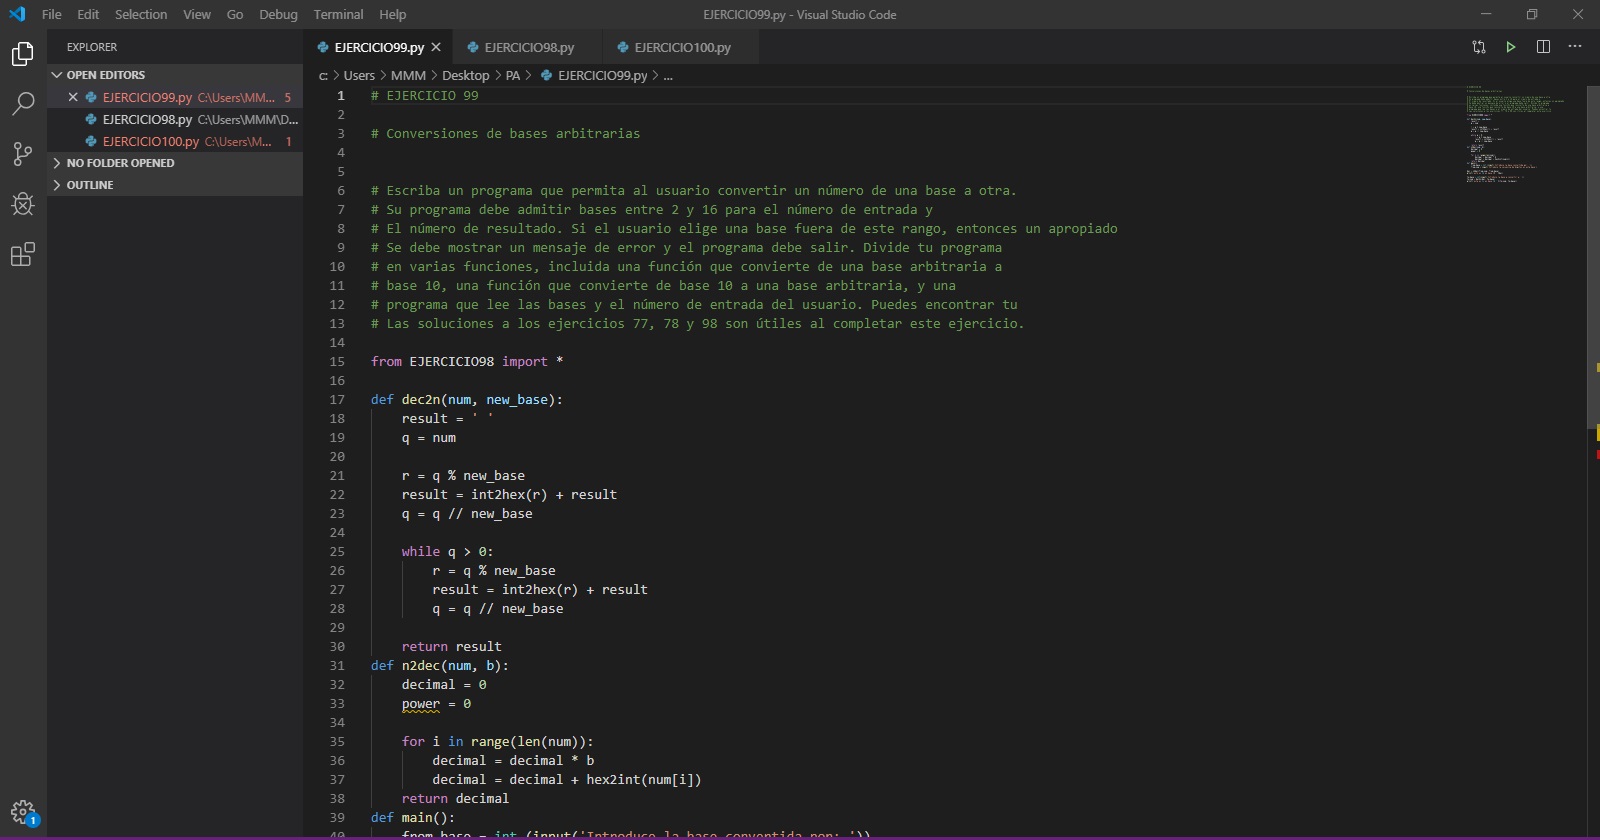 File Edit Selection View Go Debug Terminal Help
EJERCICIO99.py - Visual Studio Code
EXPLORER
OPEN EDITORS
EJERCICIO99.py C:\Users\MM... 5
EJERCICIO98.py C:\Users\MMM\D...
EJERCICIO100.py C:\Users\M... 1
NO FOLDER OPENED
OUTLINE
1
EJERCICIO99.py EJERCICIO98.py EJERCICIO100.py
C: > Users > MMM > Desktop > PA > EJERCICIO99.py > ...
1 # EJERCICIO 99
2
3 # Conversiones de bases arbitrarias
4
5
6 # Escriba un programa que permita al usuario convertir un número de una base a otra.
7 # Su programa debe admitir bases entre 2 y 16 para el número de entrada y
8 # El número de resultado. Si el usuario elige una base fuera de este rango, entonces un apropiado
9 # Se debe mostrar un mensaje de error y el programa debe salir. Divide tu programa
10 # en varias funciones, incluida una función que convierte de una base arbitraria a
11 # base 10, una función que convierte de base 10 a una base arbitraria, y una
12 # programa que lee las bases y el número de entrada del usuario. Puedes encontrar tu
13 # Las soluciones a los ejercicios 77, 78 y 98 son útiles al completar este ejercicio.
14
15 from EJERCICIO98 import *
16
17 def dec2n(num, new_base):
18     result = ' '
19     q = num
20
21     r = q % new_base
22     result = int2hex(r) + result
23     q = q // new_base
24
25     while q > 0:
26         r = q % new_base
27         result = int2hex(r) + result
28         q = q // new_base
29
30     return result
31 def n2dec(num, b):
32     decimal = 0
33     power = 0
34
35     for i in range(len(num)):
36         decimal = decimal * b
37         decimal = decimal + hex2int(num[i])
38     return decimal
39 def main():
40     from_base = int (input('Introduce la base convertida por: '))